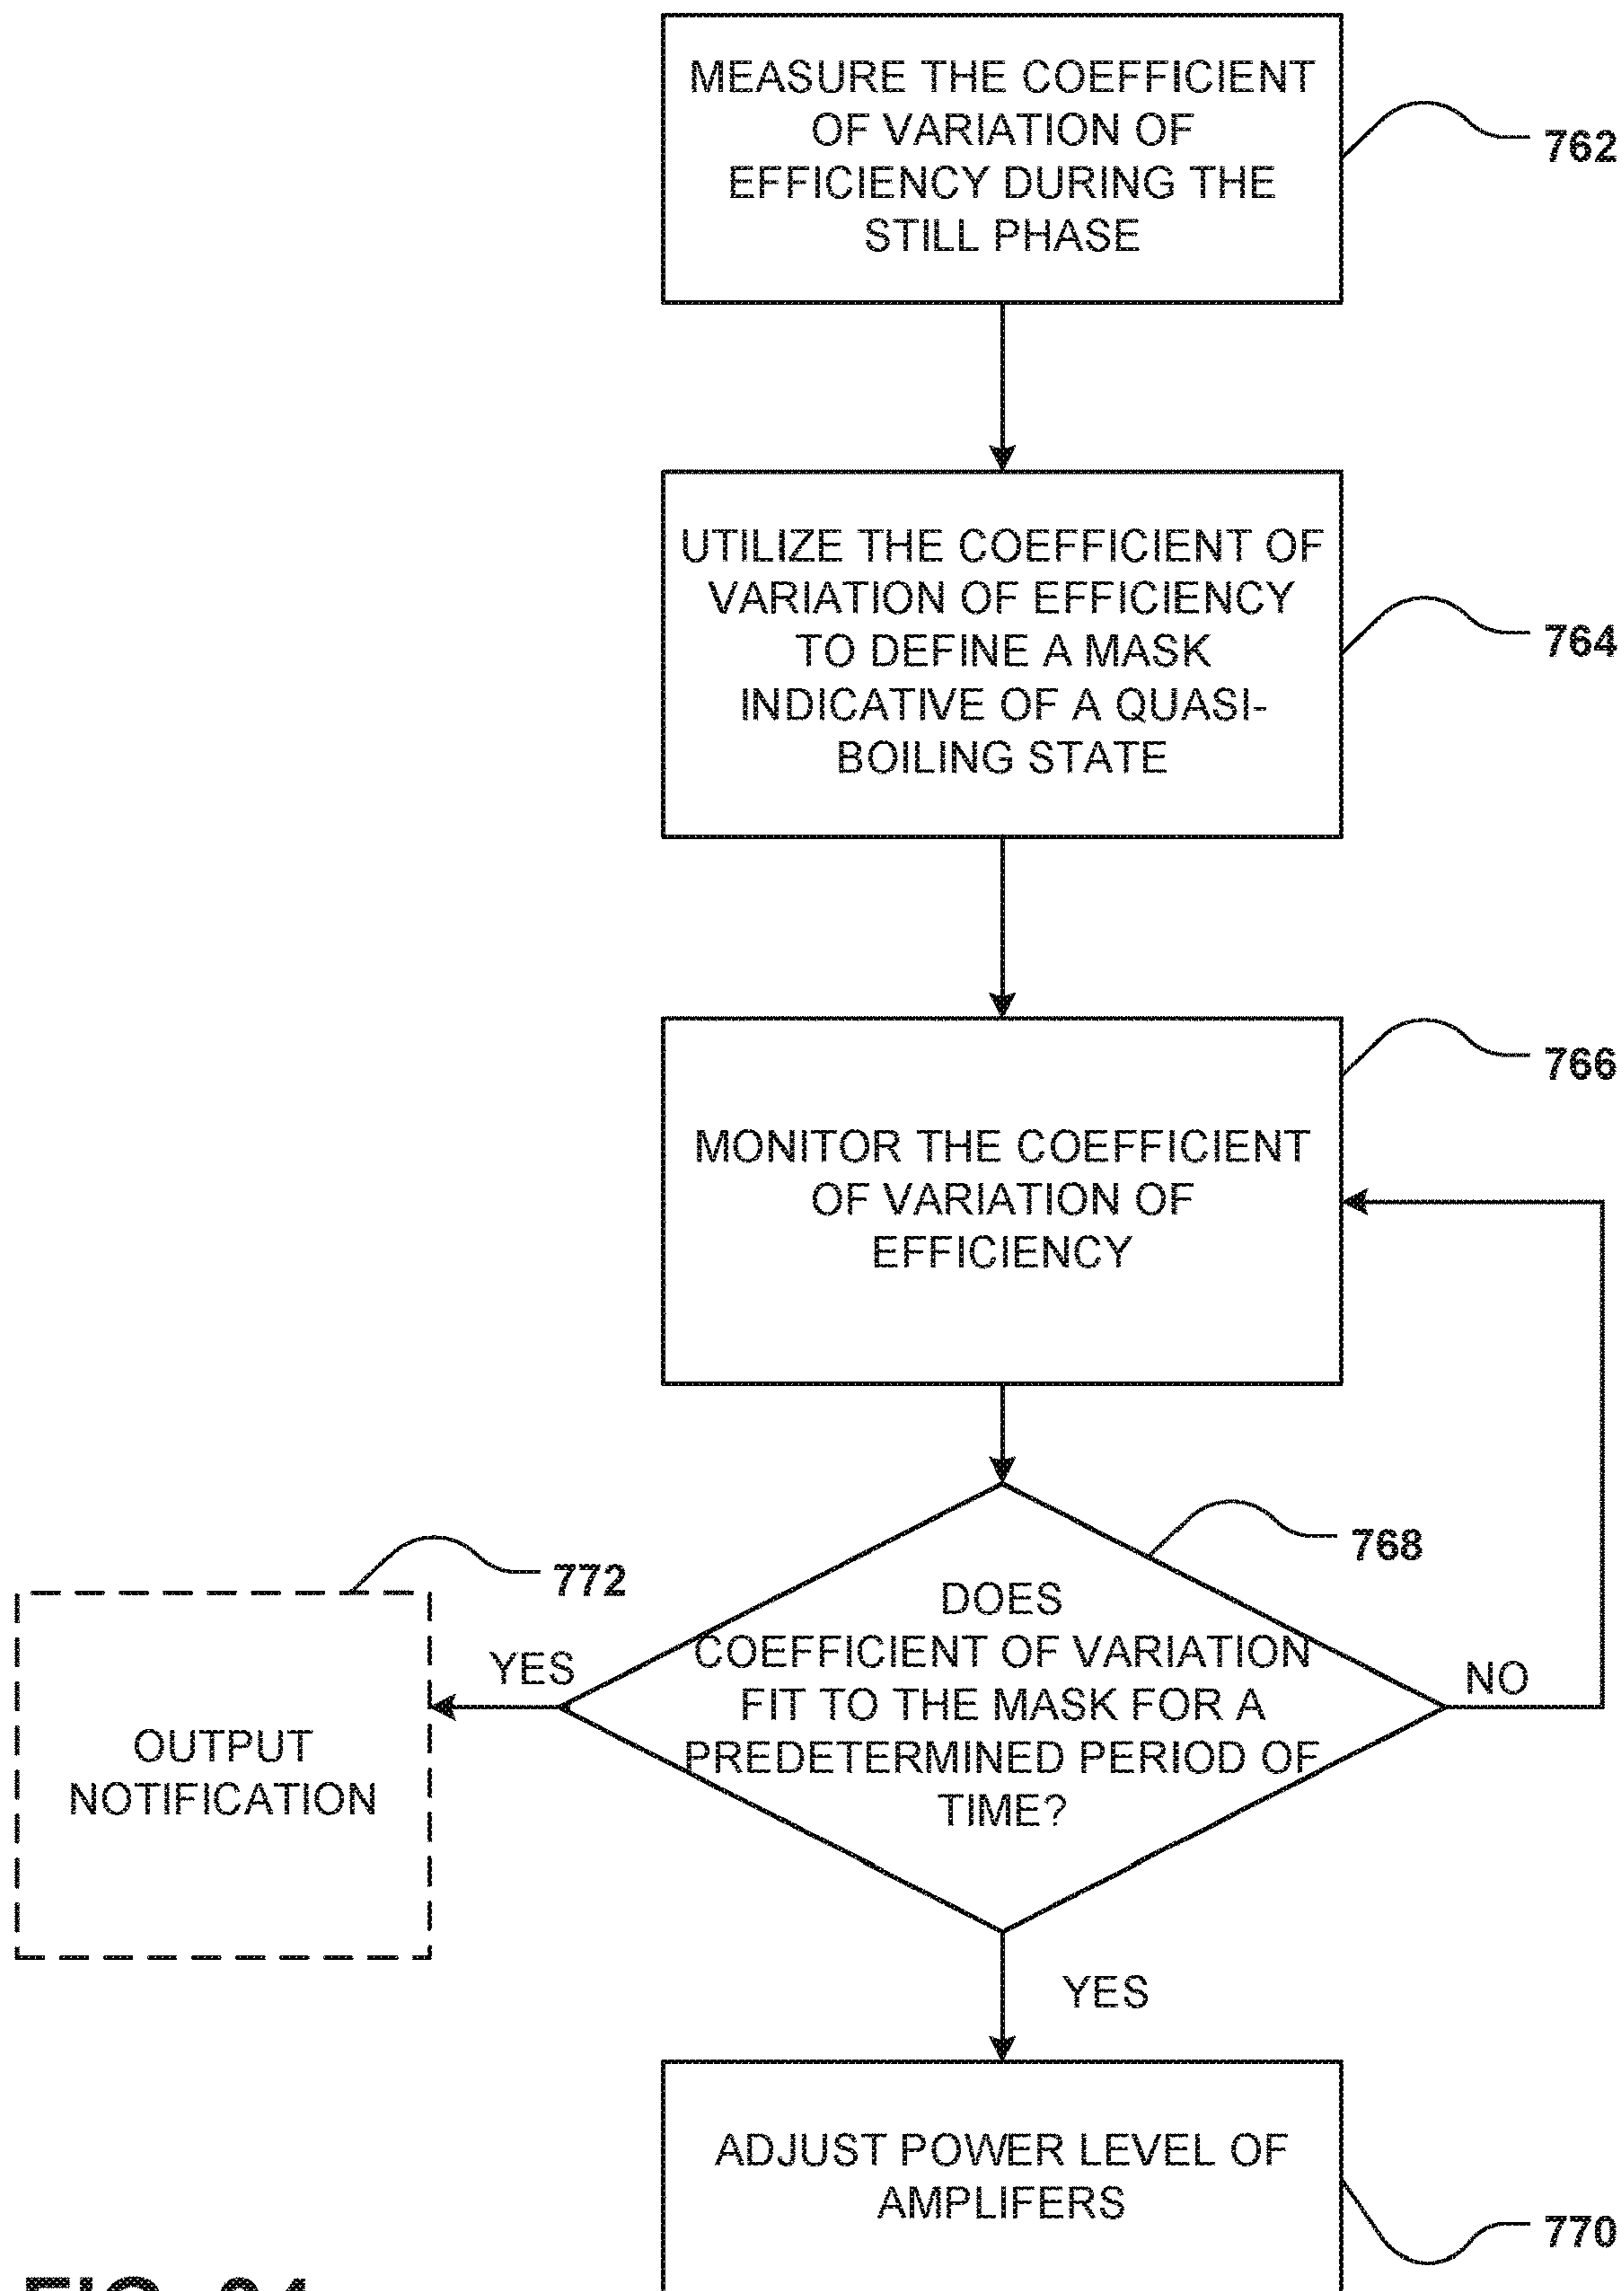 MEASURE THE COEFFICIENT
OF VARIATION OF
EFFICIENCY DURING THE
STILL PHASE
762
UTILIZE THE COEFFICIENT OF
VARIATION OF EFFICIENCY
TO DEFINE A MASK
INDICATIVE OF A QUASI-
BOILING STATE
764
766
MONITOR THE COEFFICIENT
OF VARIATION OF
EFFICIENCY
768
772
DOES
COEFFICIENT OF VARIATION
FIT TO THE MASK FOR A
PREDETERMINED PERIOD OF
TIME?
YES
NO
OUTPUT
NOTIFICATION
YES
ADJUST POWER LEVEL OF
AMPLIFERS
770